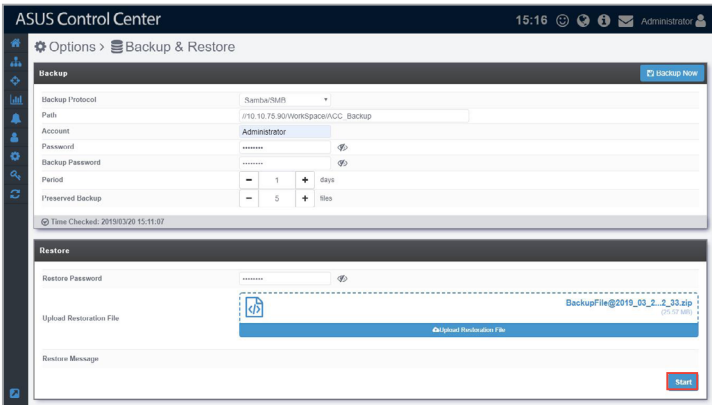 ASUS Control Center
15:16 Administrator
Options > Backup & Restore
Backup
Backup Now
Backup Protocol Samba/SMB
Path //10.10.75.90/WorkSpace/ACC_Backup
Account Administrator
Password ••••••••
Backup Password ••••••••
Period − 1 + days
Preserved Backup − 5 + files
Time Checked: 2019/03/20 15:11:07
Restore
Restore Password ••••••••
BackupFile@2019_03_2...2_33.zip
(25.57 MB)
Upload Restoration File
Upload Restoration File
Restore Message
Start